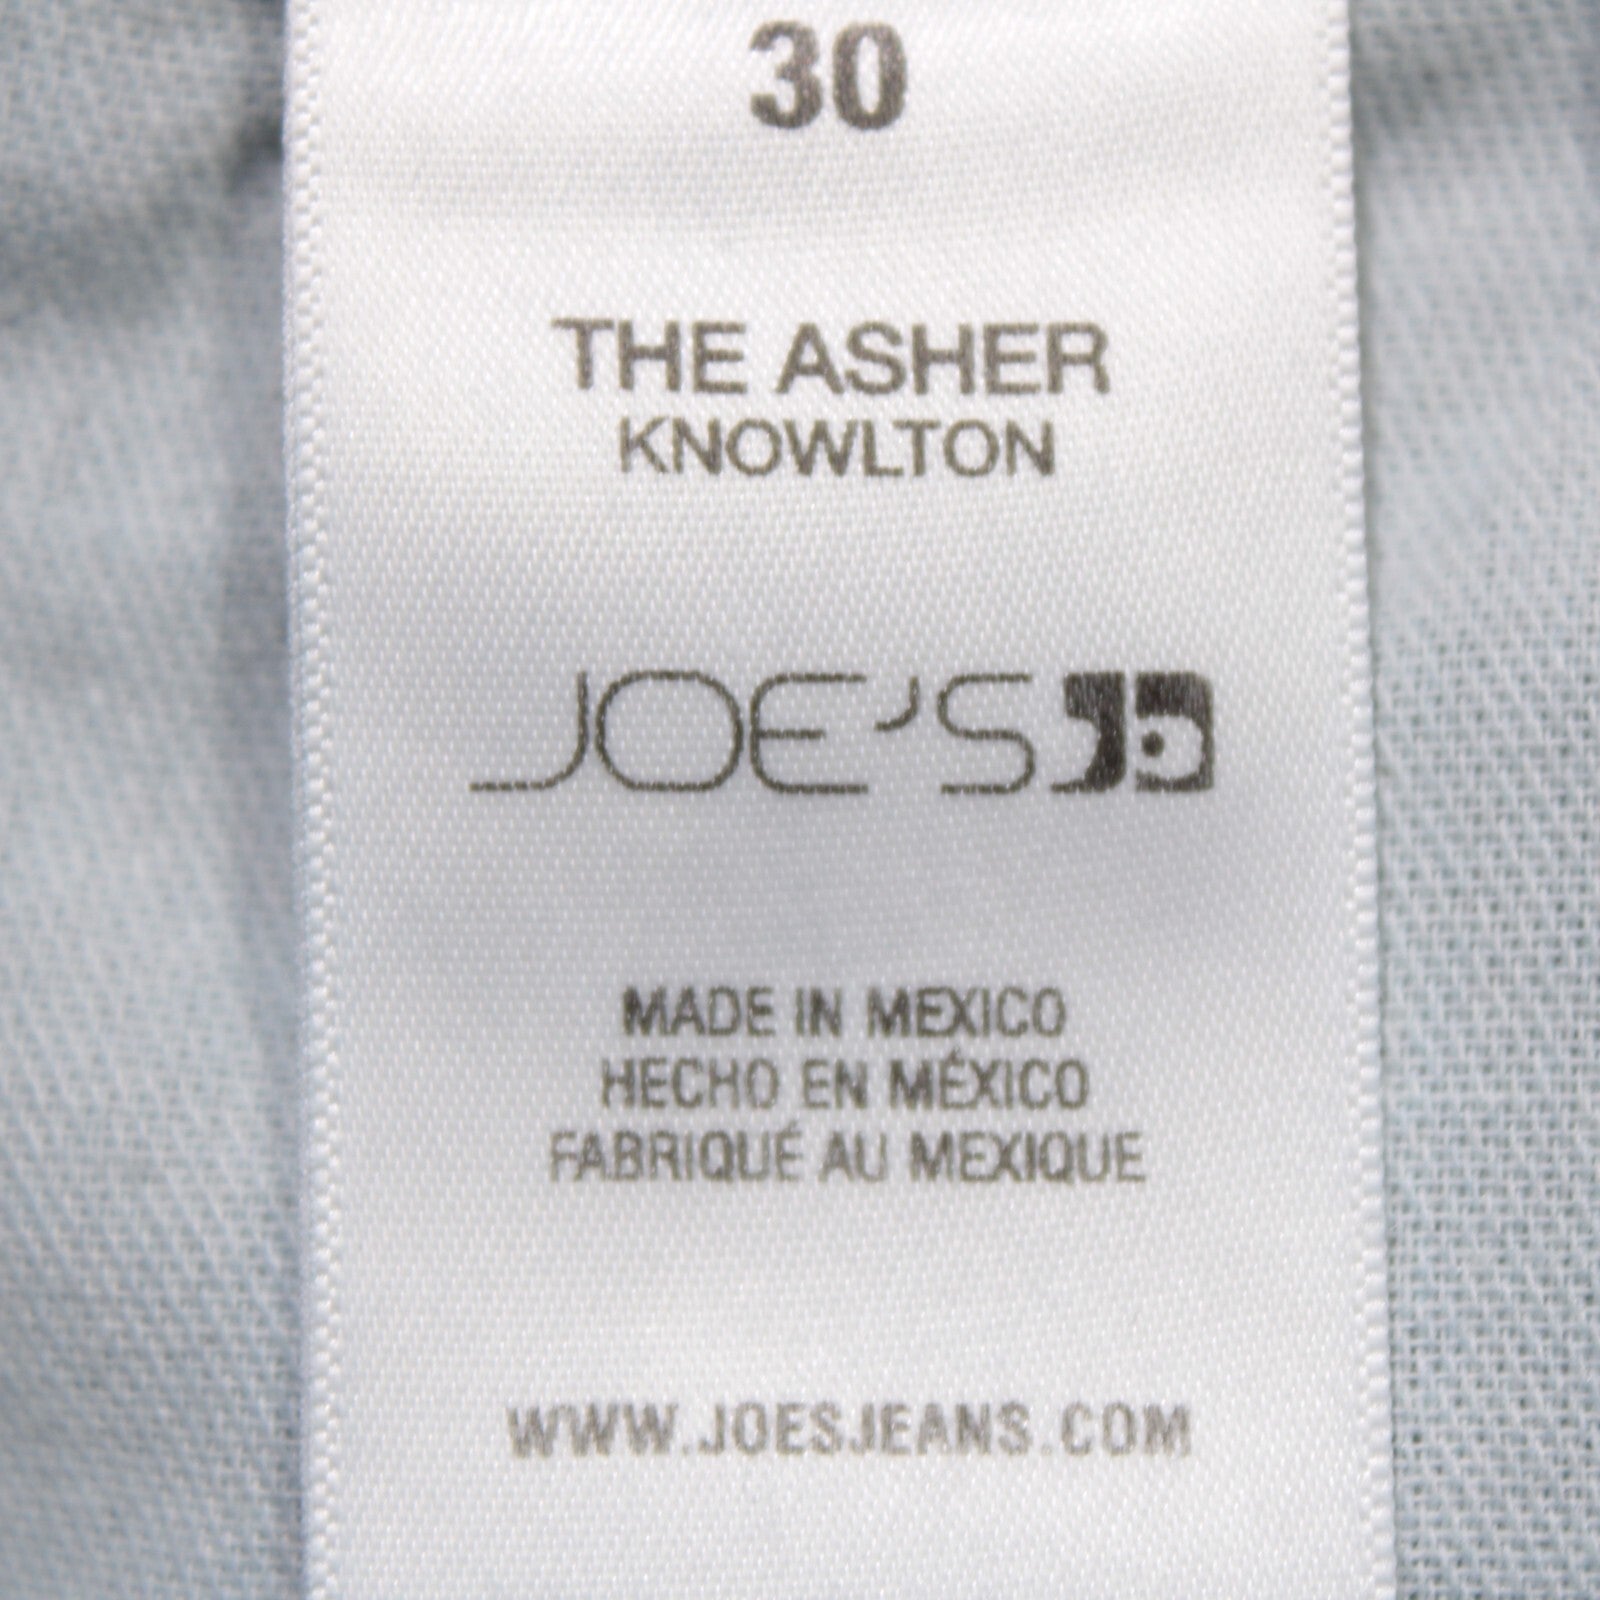 30
THE ASHER
KNOWLTON
JOE'S
MADE IN MEXICO
HECHO EN MÉXICO
FABRIQUÉ AU MEXIQUE
WWW.JOESJEANS.COM